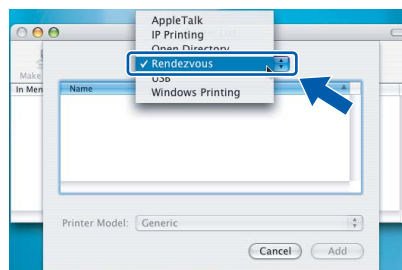 AppleTalk
IP Printing
Open Directory
✓ Rendezvous
USB
Windows Printing
Make
In Men
Name
Printer Model: Generic
Cancel Add